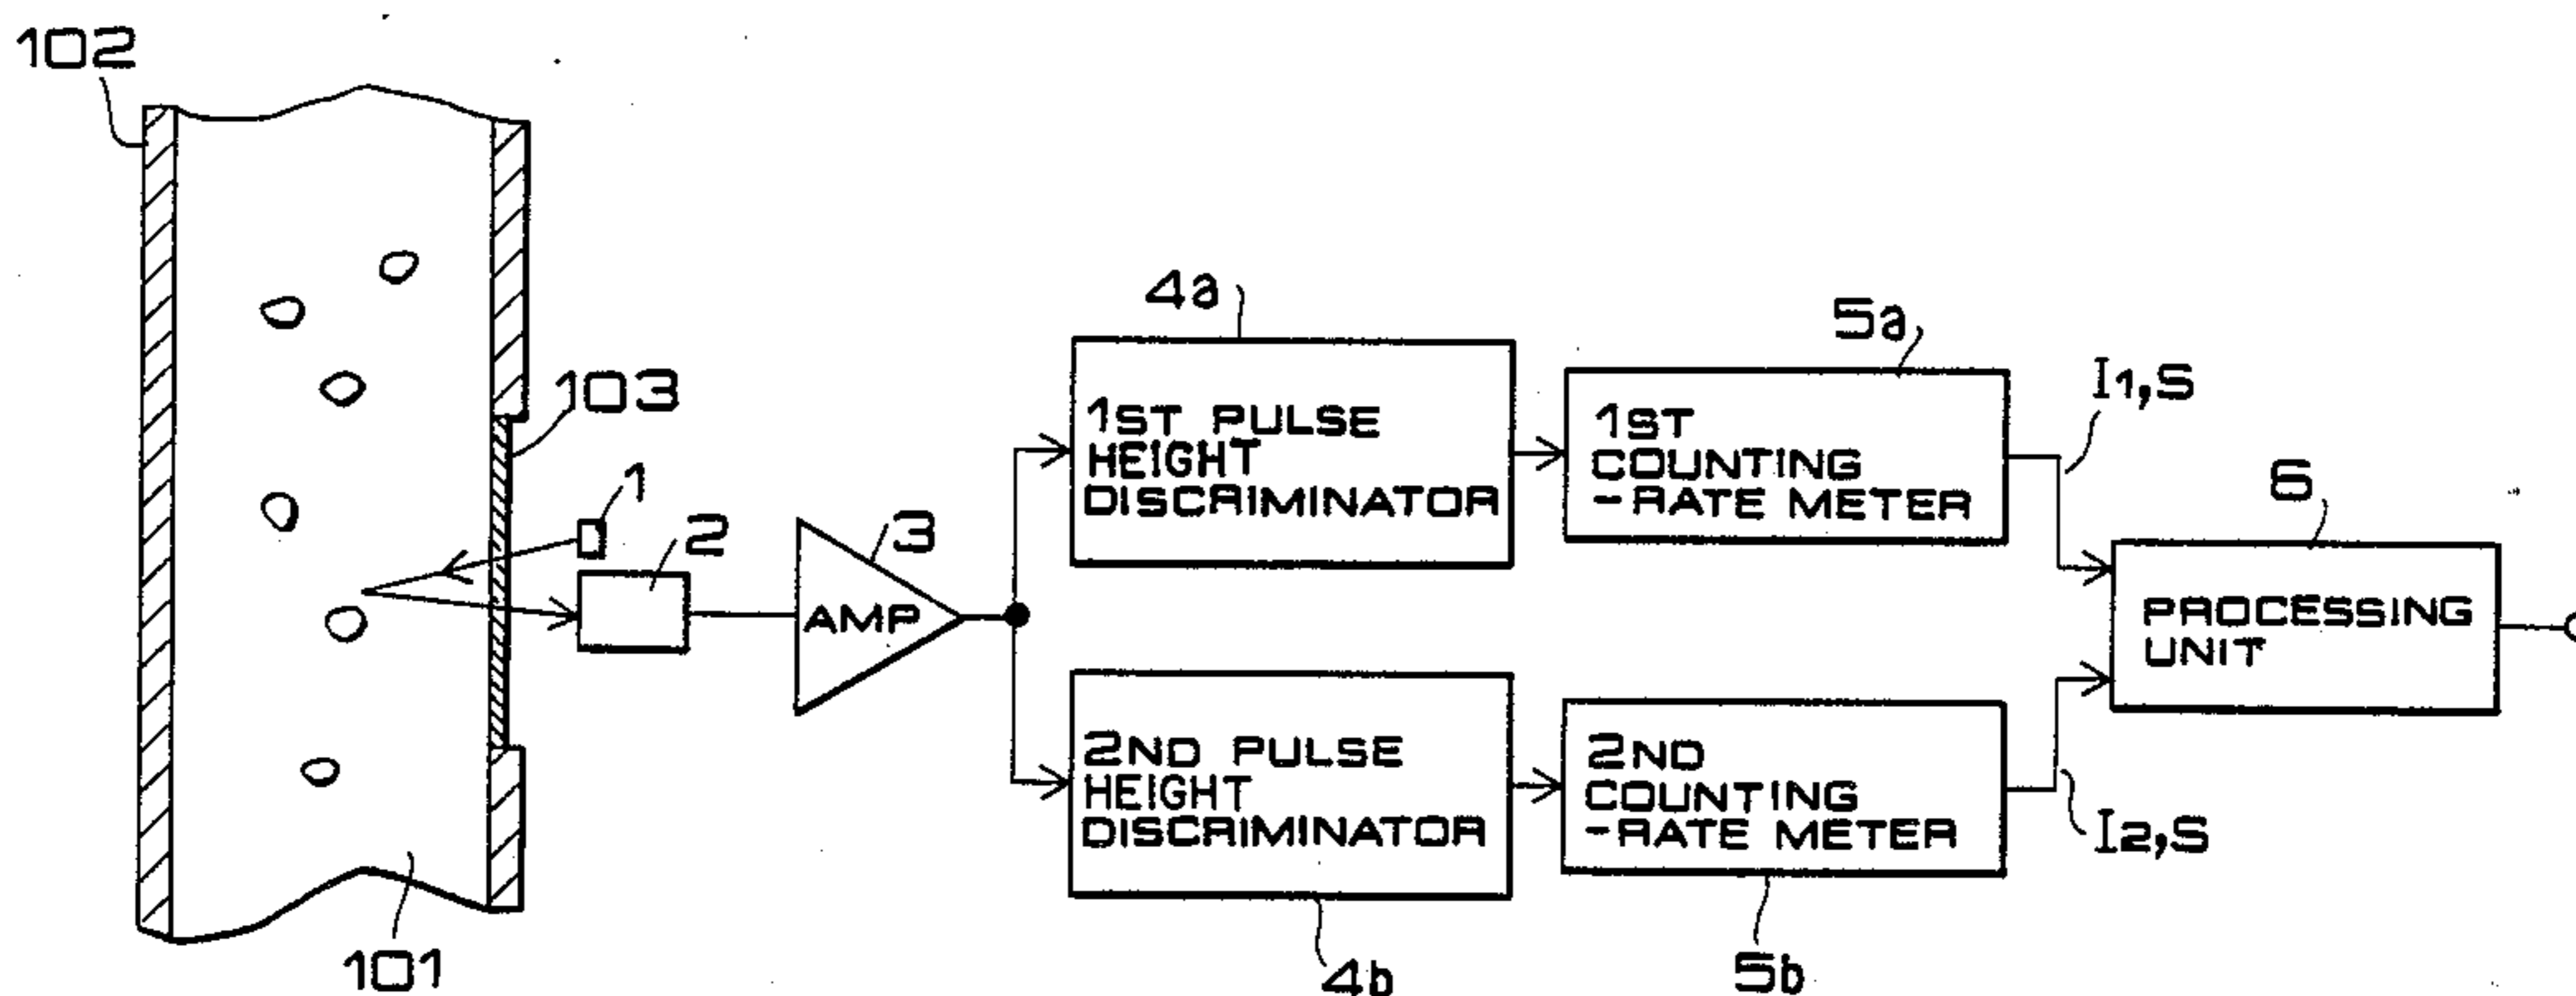 102
4a
5a
I1,S
103
1ST PULSE
HEIGHT
DISCRIMINATOR
1ST
COUNTING
-RATE METER
1
6
2
3
AMP
PROCESSING
UNIT
2ND PULSE
HEIGHT
DISCRIMINATOR
2ND
COUNTING
-RATE METER
I2,S
101
4b
5b